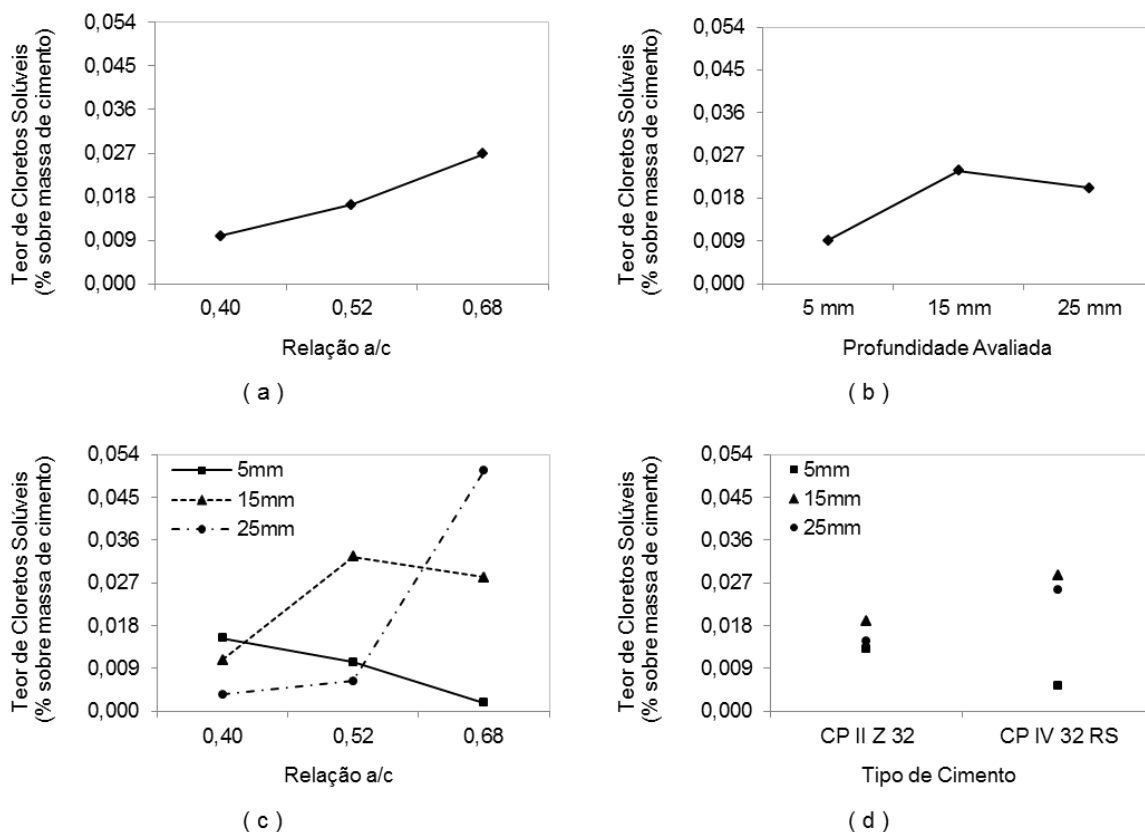 Teor de Cloretos Solúveis
(% sobre massa de cimento)
0,054
0,045
0,036
0,027
0,018
0,009
0,000
0,40
0,52
0,68
Relação a/c
( a )
Teor de Cloretos Solúveis
(% sobre massa de cimento)
0,054
0,045
0,036
0,027
0,018
0,009
0,000
5 mm
15 mm
25 mm
Profundidade Avaliada
( b )
Teor de Cloretos Solúveis
(% sobre massa de cimento)
0,054
0,045
0,036
0,027
0,018
0,009
0,000
5mm
15mm
25mm
0,40
0,52
0,68
Relação a/c
( c )
Teor de Cloretos Solúveis
(% sobre massa de cimento)
0,054
0,045
0,036
0,027
0,018
0,009
0,000
5mm
15mm
25mm
CP II Z 32
CP IV 32 RS
Tipo de Cimento
( d )